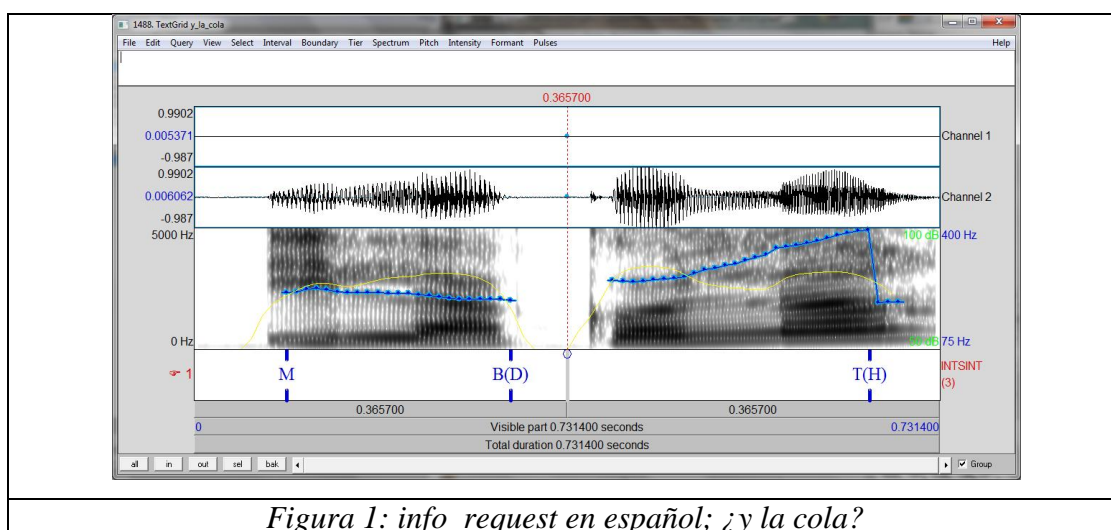 1488. TextGrid y_la_cola
File Edit Query View Select Interval Boundary Tier Spectrum Pitch Intensity Formant Pulses Help
0.365700
0.9902
0.005371 Channel 1
-0.987
0.9902
0.006062 Channel 2
-0.987
5000 Hz 100 dB 400 Hz
0 Hz 75 Hz
1 M B(D) T(H) INTSINT
(3)
0.365700 0.365700
0 Visible part 0.731400 seconds 0.731400
Total duration 0.731400 seconds
all in out sel bak Group
Figura 1: info_request en español; ¿y la cola?